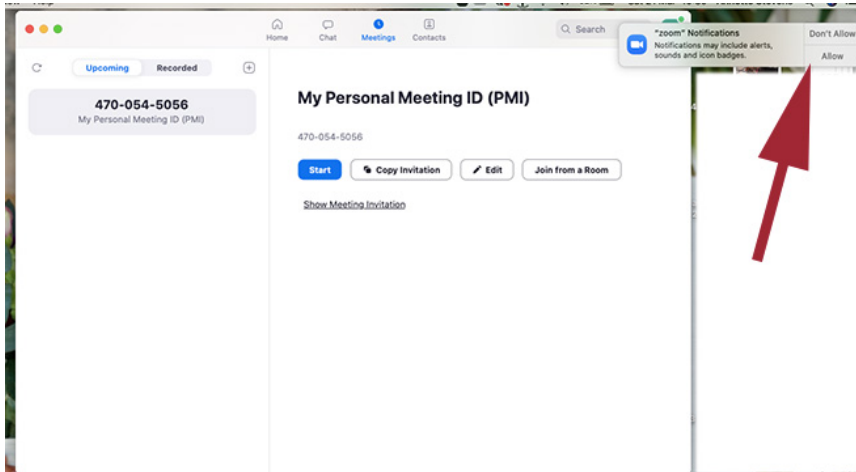 Help
Home Chat Meetings Contacts
Search
"zoom" Notifications
Notifications may include alerts,
sounds and icon badges.
Don't Allow
Allow
Upcoming Recorded
470-054-5056
My Personal Meeting ID (PMI)
My Personal Meeting ID (PMI)
470-054-5056
Start Copy Invitation Edit Join from a Room
Show Meeting Invitation